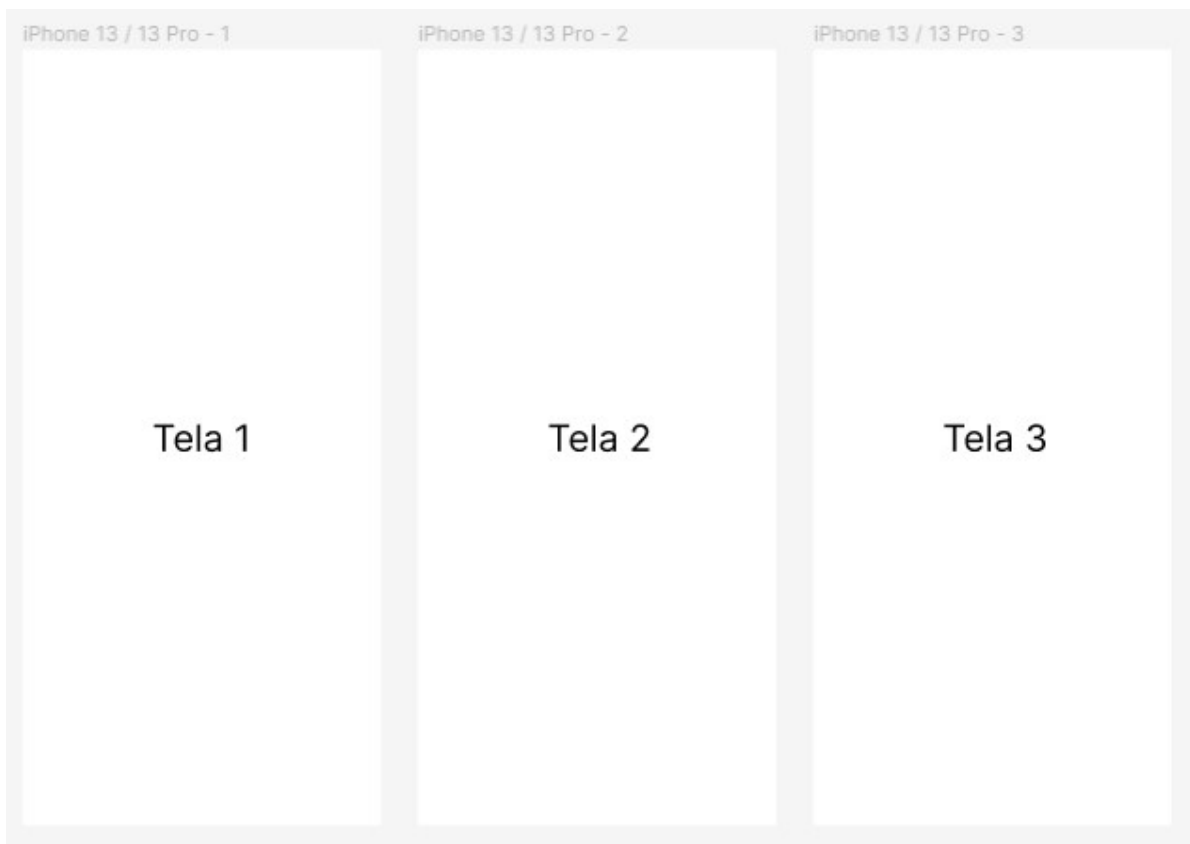 iPhone 13 / 13 Pro - 1
iPhone 13 / 13 Pro - 2
iPhone 13 / 13 Pro - 3
Tela 1
Tela 2
Tela 3